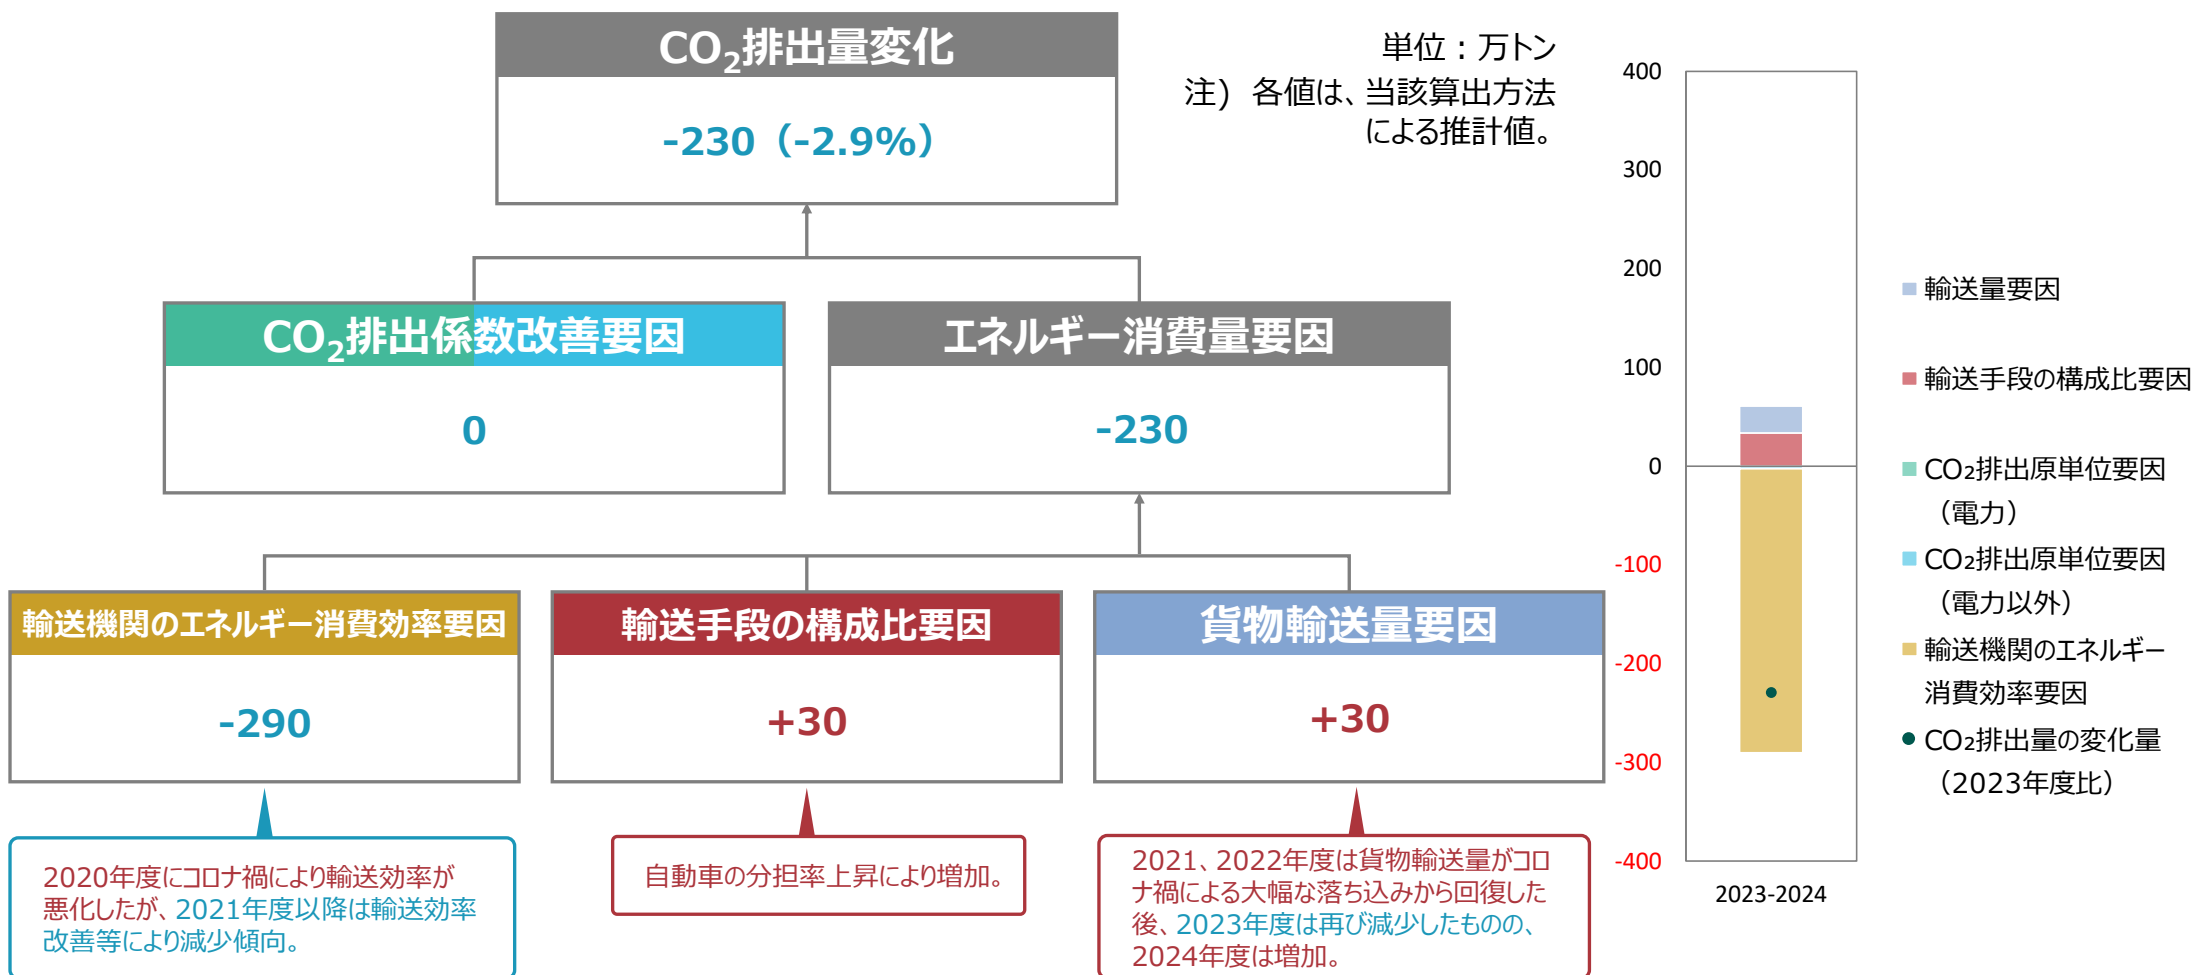 CO₂排出量変化
-230（-2.9%）
単位：万トン
注） 各値は、当該算出方法
による推計値。
CO₂排出係数改善要因
0
エネルギー消費量要因
-230
輸送機関のエネルギー消費効率要因
-290
輸送手段の構成比要因
+30
貨物輸送量要因
+30
2020年度にコロナ禍により輸送効率が
悪化したが、2021年度以降は輸送効率
改善等により減少傾向。
自動車の分担率上昇により増加。
2021、2022年度は貨物輸送量がコロ
ナ禍による大幅な落ち込みから回復した
後、2023年度は再び減少したものの、
2024年度は増加。
400
300
200
100
0
-100
-200
-300
-400
2023-2024
輸送量要因
輸送手段の構成比要因
CO₂排出原単位要因
（電力）
CO₂排出原単位要因
（電力以外）
輸送機関のエネルギー
消費効率要因
CO₂排出量の変化量
（2023年度比）